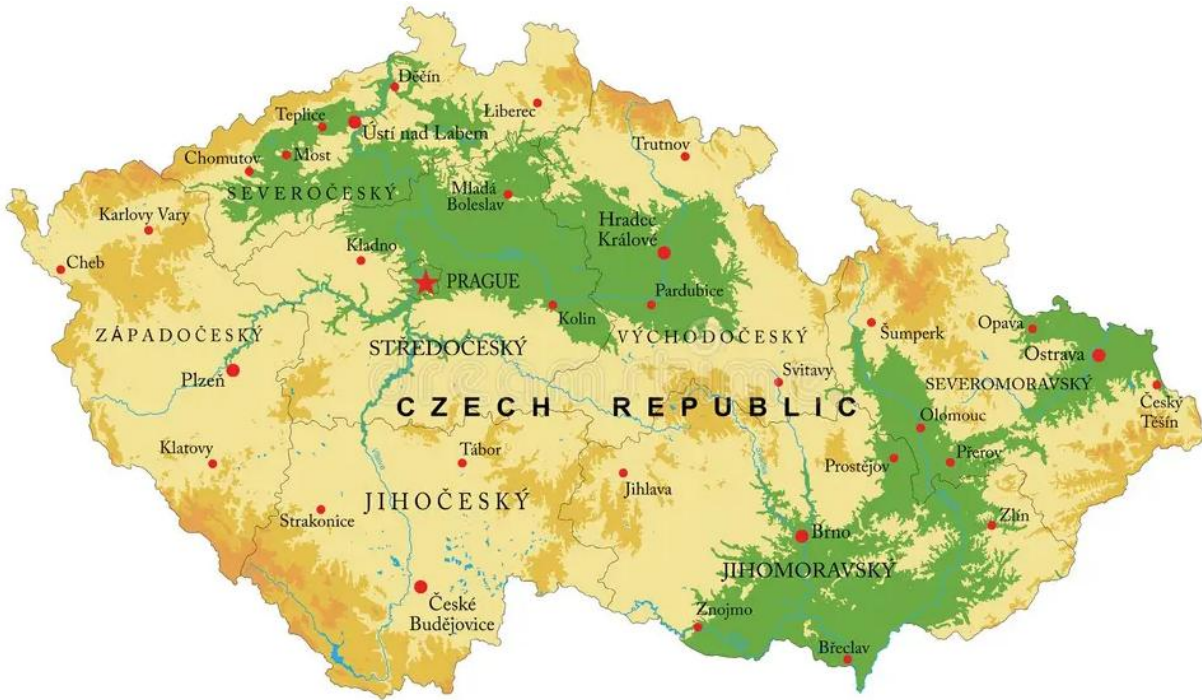 Děčín
Liberec
Teplice
Ústí nad Labem
Trutnov
Chomutov
Most
SEVEROČESKÝ
Mladá
Boleslav
Karlovy Vary
Hradec
Králové
Kladno
Cheb
PRAGUE
Pardubice
Kolin
ZÁPADOČESKÝ
VÝCHODOČESKÝ
Šumperk
Opava
STŘEDOČESKÝ
Ostrava
Plzeň
Svitavy
SEVEROMORAVSKÝ
CZECH REPUBLIC
Český
Těšín
Olomouc
Klatovy
Tábor
Prostějov
Přerov
Jihlava
JIHOČESKÝ
Strakonice
Zlín
Brno
JIHOMORAVSKÝ
České
Budějovice
Znojmo
Břeclav